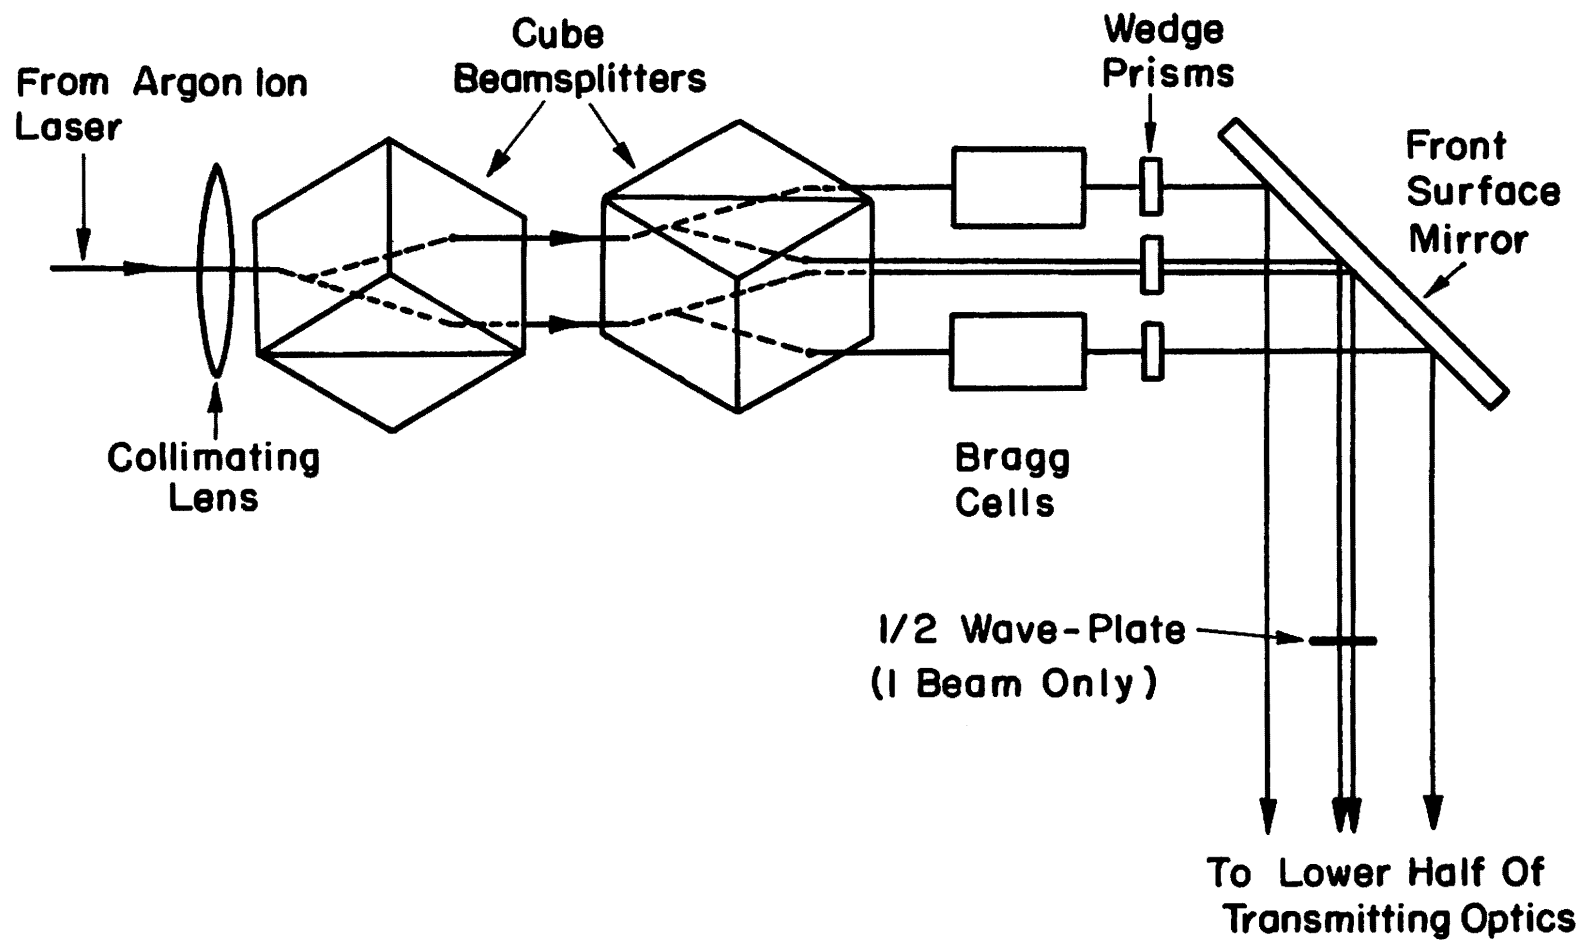 Cube
Beamsplitters
Wedge
Prisms
From Argon Ion
Laser
Front
Surface
Mirror
Collimating
Lens
Bragg
Cells
1/2 Wave-Plate
(1 Beam Only)
To Lower Half Of
Transmitting Optics